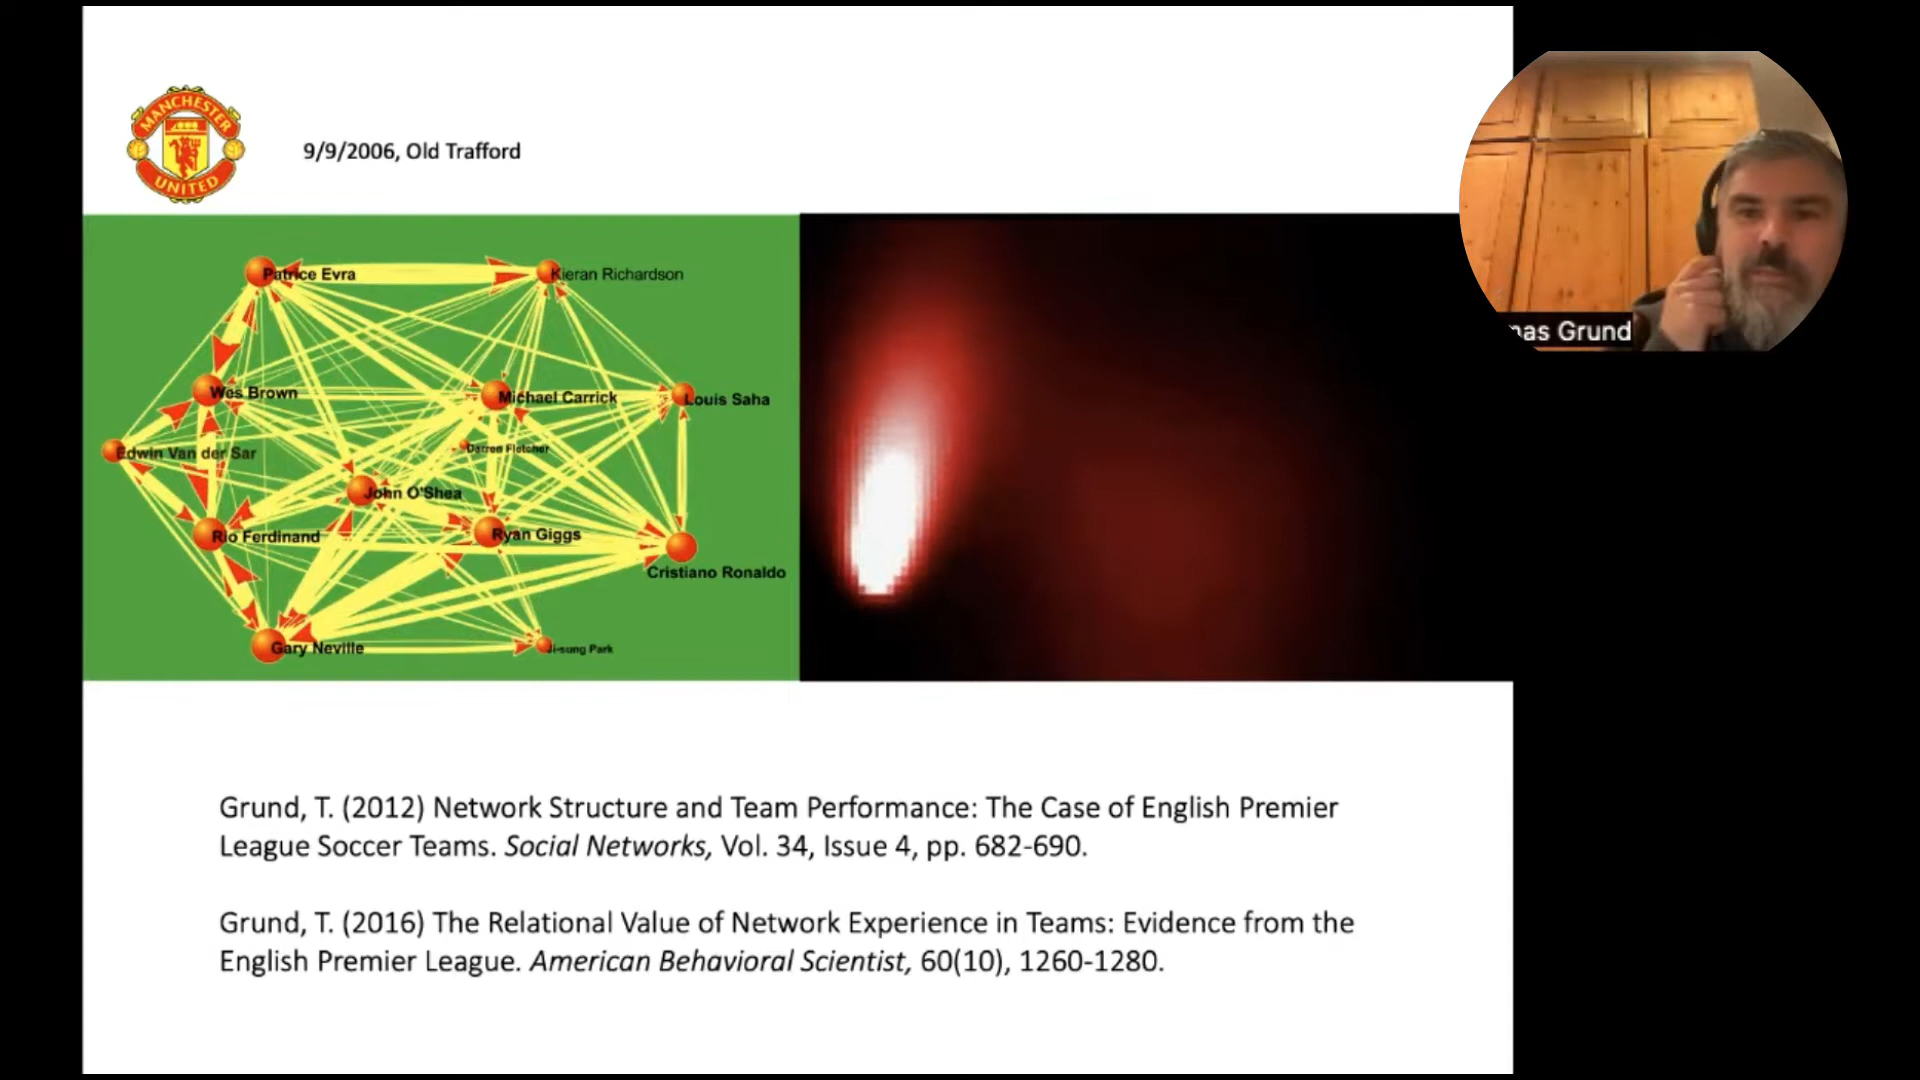 MANCHESTER
UNITED
9/9/2006, Old Trafford
Patrice Evra
Kieran Richardson
Wes Brown
Michael Carrick
Louis Saha
Darren Fletcher
Edwin Van der Sar
John O'Shea
Rio Ferdinand
Ryan Giggs
Cristiano Ronaldo
Gary Neville
Ji-sung Park
mas Grund
Grund, T. (2012) Network Structure and Team Performance: The Case of English Premier
League Soccer Teams. Social Networks, Vol. 34, Issue 4, pp. 682-690.
Grund, T. (2016) The Relational Value of Network Experience in Teams: Evidence from the
English Premier League. American Behavioral Scientist, 60(10), 1260-1280.